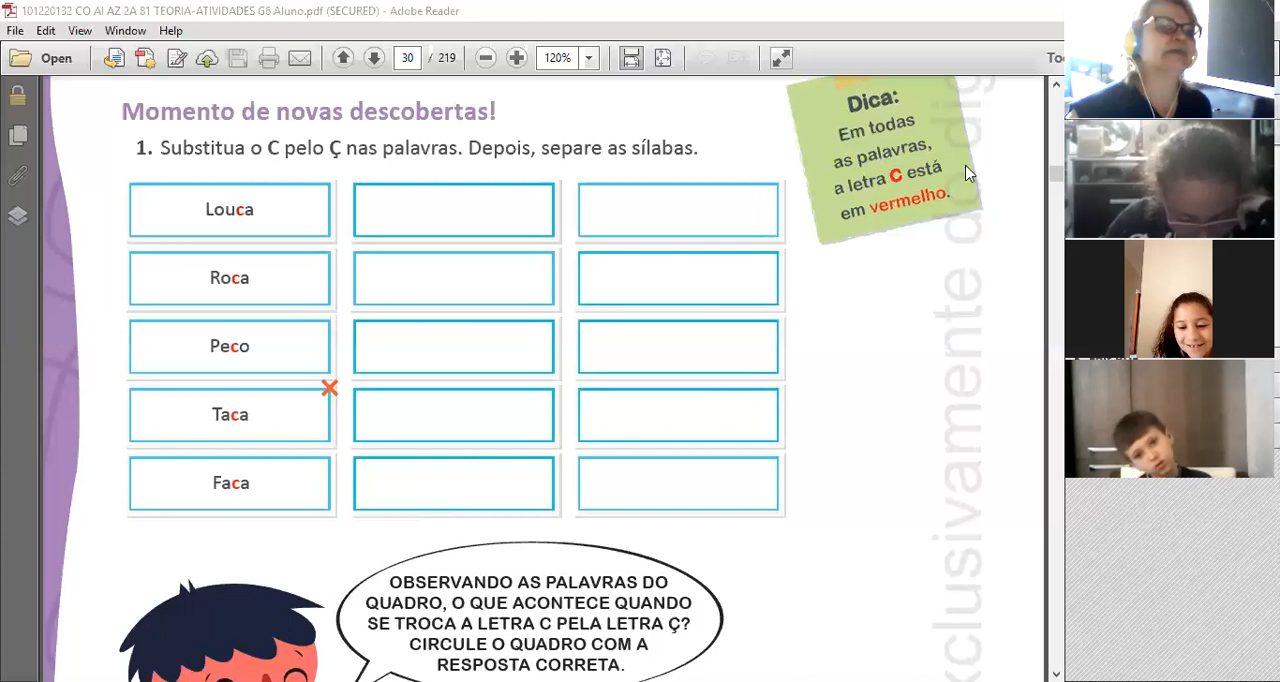 101220132 CO AI AZ 2A 81 TEORIA-ATIVIDADES G6 Aluno.pdf (SECURED) - Adobe Reader
File Edit View Window Help
Open 30 / 219 120%
Momento de novas descobertas!
1. Substitua o C pelo Ç nas palavras. Depois, separe as sílabas.
Louca
Roca
Peco
Taca
Faca
Dica:
Em todas
as palavras,
a letra C está
em vermelho.
OBSERVANDO AS PALAVRAS DO
QUADRO, O QUE ACONTECE QUANDO
SE TROCA A LETRA C PELA LETRA Ç?
CIRCULE O QUADRO COM A
RESPOSTA CORRETA.